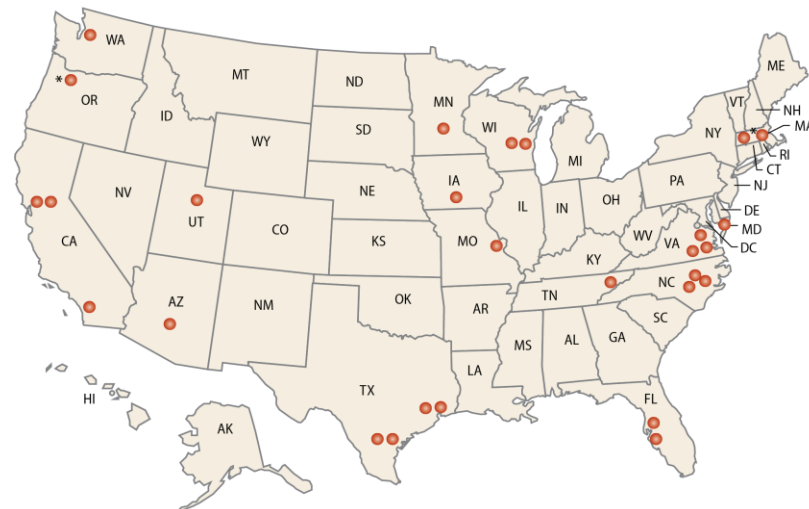 WA
ME
MT
ND
VT
NH
*
OR
MN
*
MA
ID
WI
NY
SD
RI
WY
MI
CT
PA
NJ
IA
NE
NV
OH
DE
IL
IN
UT
MD
CO
WV
VA
DC
CA
KS
MO
KY
NC
TN
AZ
OK
NM
AR
SC
MS
AL
GA
LA
TX
HI
FL
AK